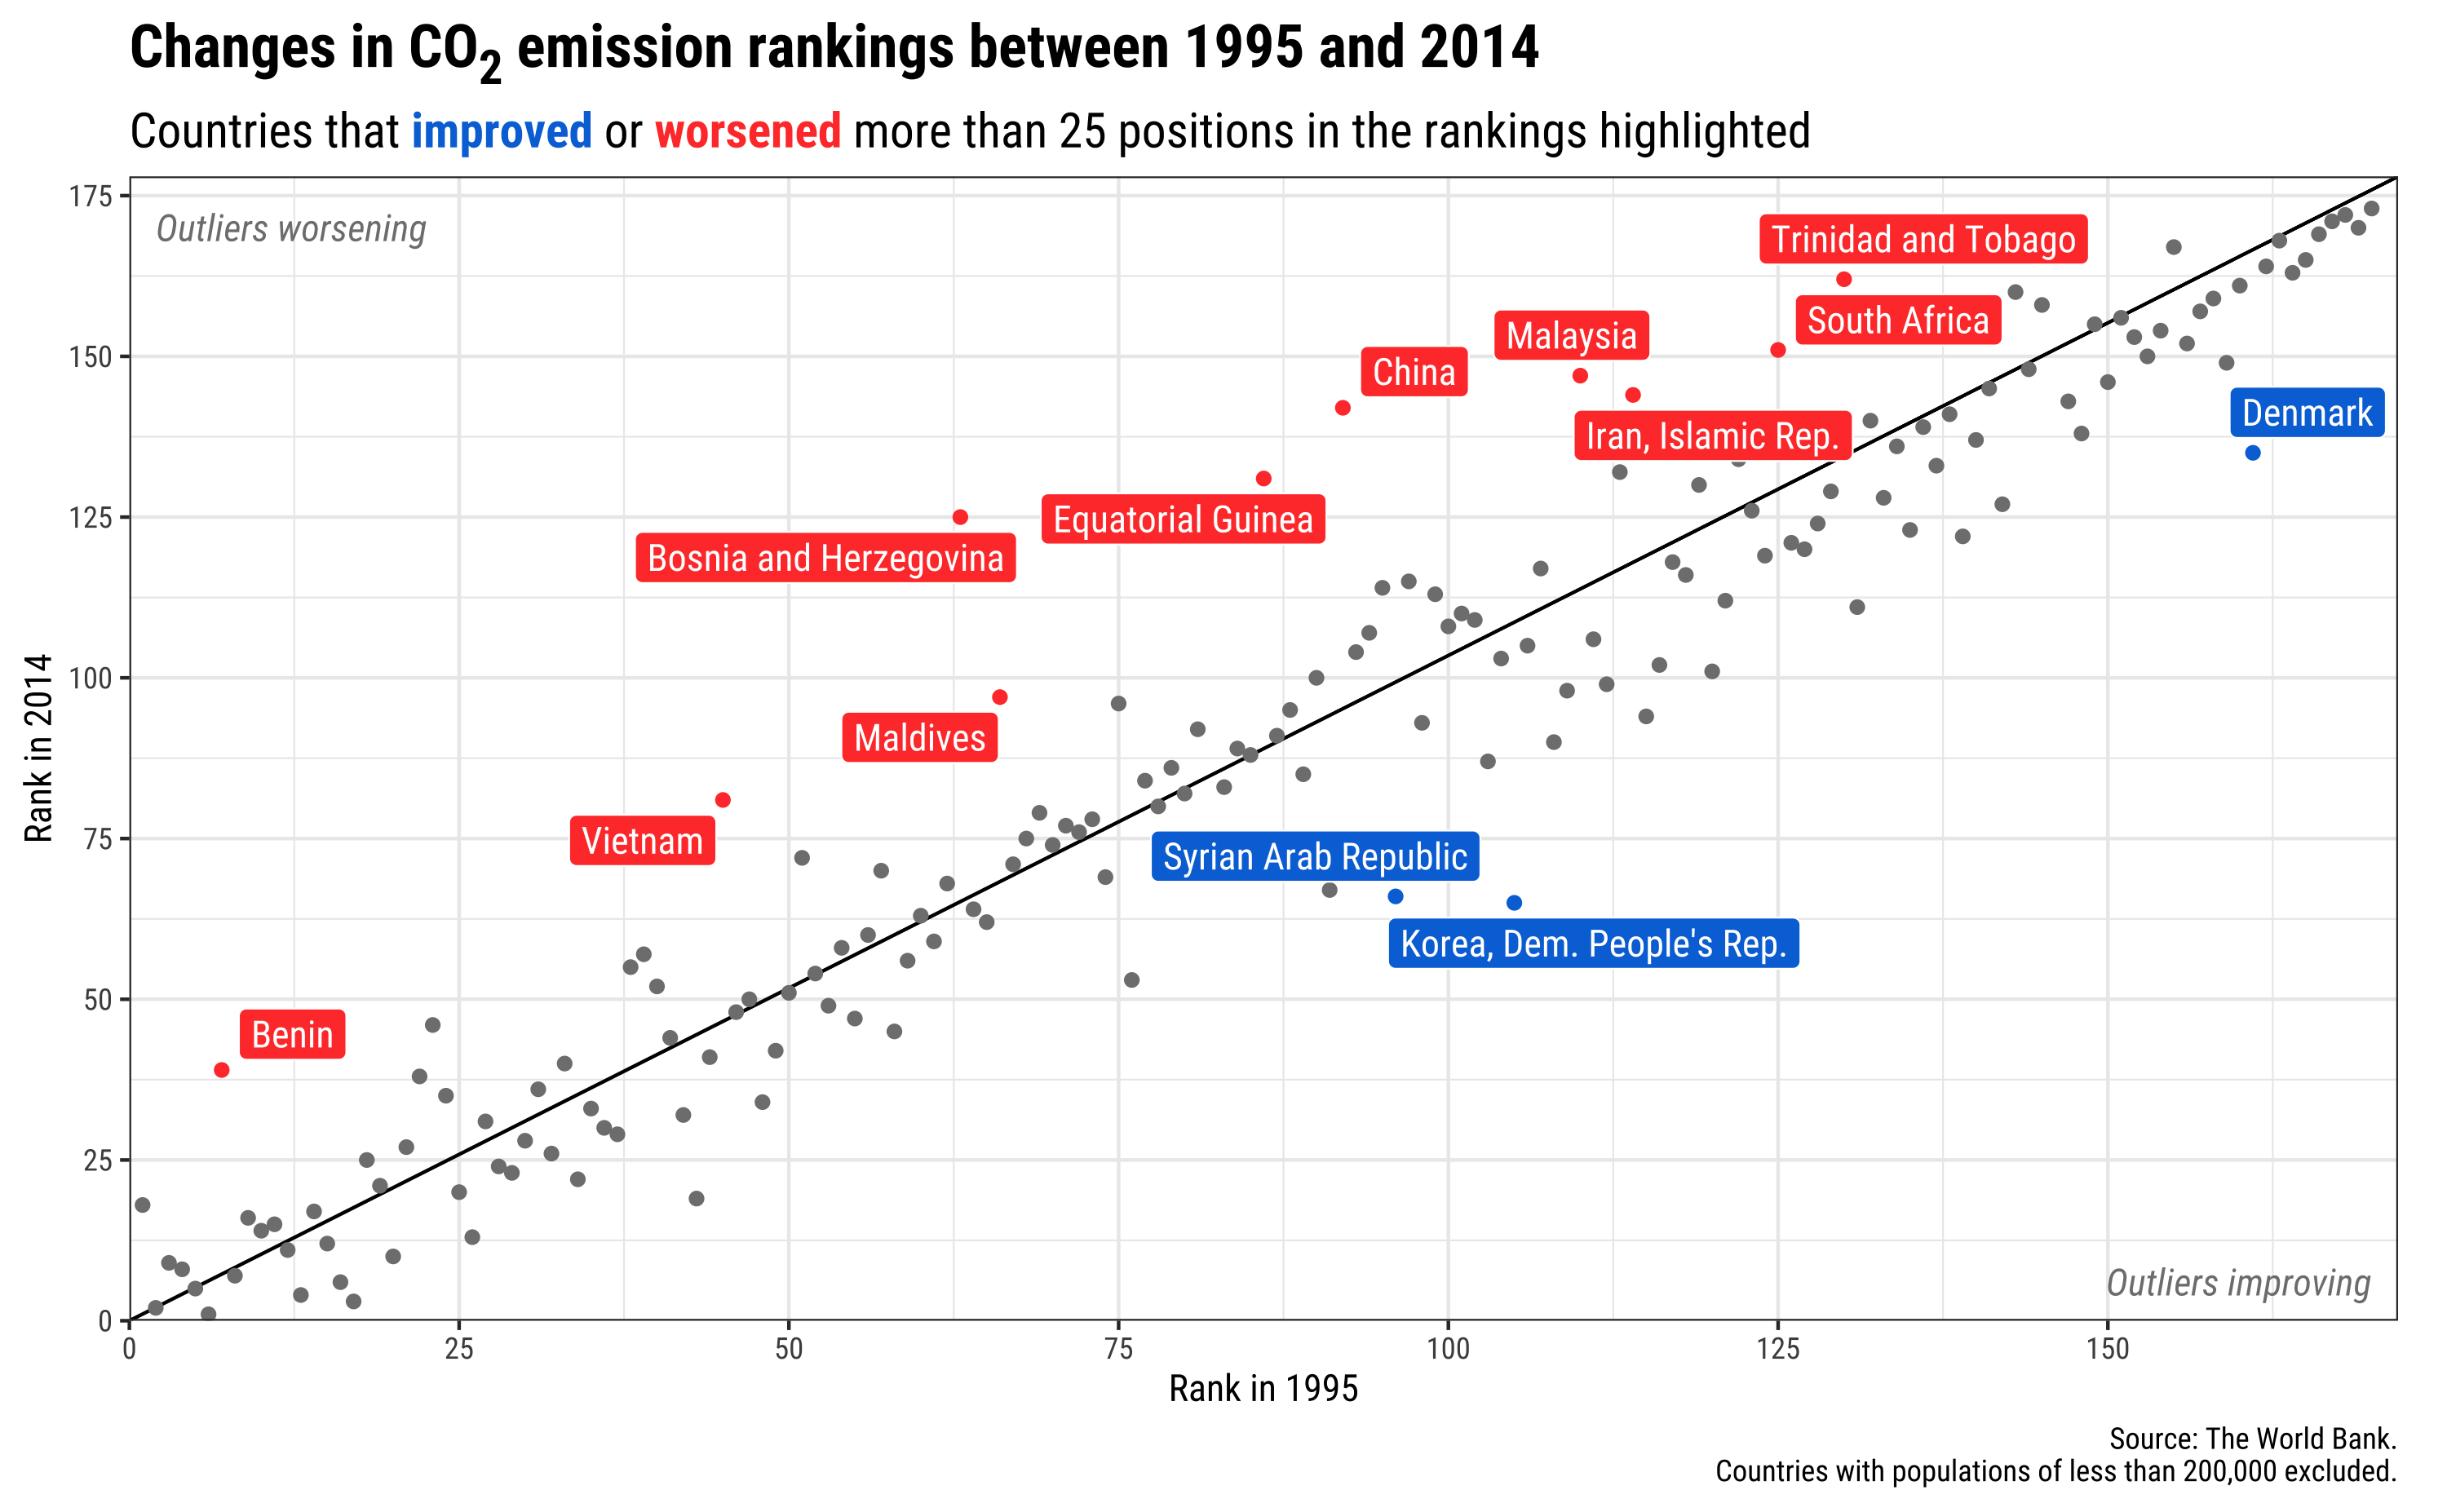 Changes in CO2 emission rankings between 1995 and 2014
Countries that improved or worsened more than 25 positions in the rankings highlighted
175
150
125
100
75
50
25
0
Rank in 2014
Outliers worsening
Trinidad and Tobago
South Africa
Malaysia
China
Iran, Islamic Rep.
Denmark
Equatorial Guinea
Bosnia and Herzegovina
Maldives
Vietnam
Syrian Arab Republic
Korea, Dem. People's Rep.
Benin
Outliers improving
0 25 50 75 100 125 150
Rank in 1995
Source: The World Bank.
Countries with populations of less than 200,000 excluded.